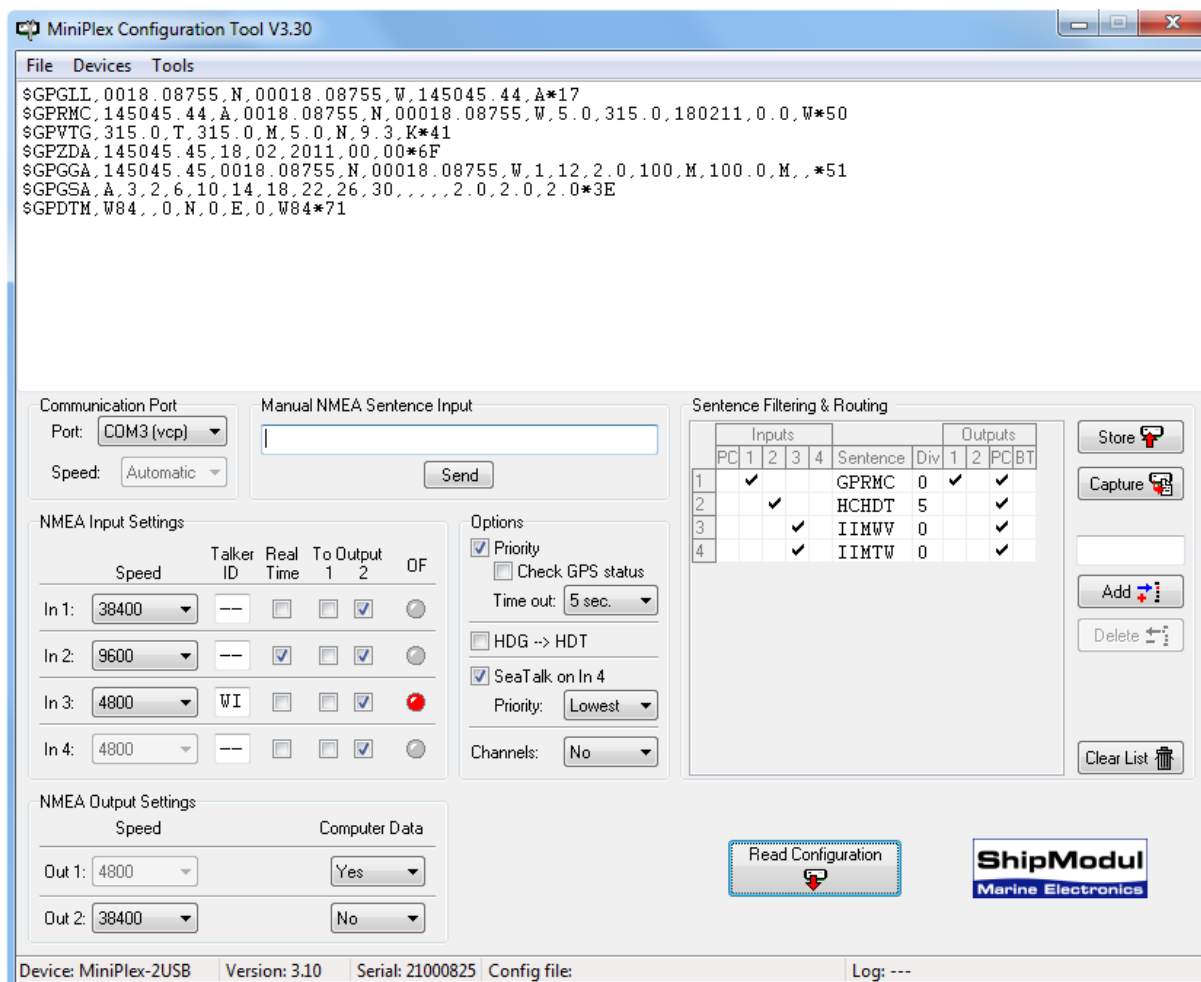 MiniPlex Configuration Tool V3.30
File Devices Tools
$GPGLL,0018.08755,N,00018.08755,W,145045.44,A*17
$GPRMC,145045.44,A,0018.08755,N,00018.08755,W,5.0,315.0,180211,0.0,W*50
$GPVTG,315.0,T,315.0,M,5.0,N,9.3,K*41
$GPZDA,145045.45,18,02,2011,00,00*6F
$GPGGA,145045.45,0018.08755,N,00018.08755,W,1,12,2.0,100,M,100.0,M,,*51
$GPGSA,A,3,2,6,10,14,18,22,26,30,,,,,2.0,2.0,2.0*3E
$GPDTM,W84,,0,N,0,E,0,W84*71
Communication Port
Port: COM3 (vcp)
Speed: Automatic
Manual NMEA Sentence Input
Send
NMEA Input Settings
Speed Talker ID Real Time To Output 1 2 OF
In 1: 38400 --
In 2: 9600 --
In 3: 4800 WI
In 4: 4800 --
Options
Priority
Check GPS status
Time out: 5 sec.
HDG --> HDT
SeaTalk on In 4
Priority: Lowest
Channels: No
Sentence Filtering & Routing
Inputs Outputs
PC 1 2 3 4 Sentence Div 1 2 PC BT
1 GPRMC 0
2 HCHDT 5
3 IIMWV 0
4 IIMTW 0
Store
Capture
Add
Delete
Clear List
NMEA Output Settings
Speed Computer Data
Out 1: 4800 Yes
Out 2: 38400 No
Read Configuration
ShipModul
Marine Electronics
Device: MiniPlex-2USB Version: 3.10 Serial: 21000825 Config file: Log: ---